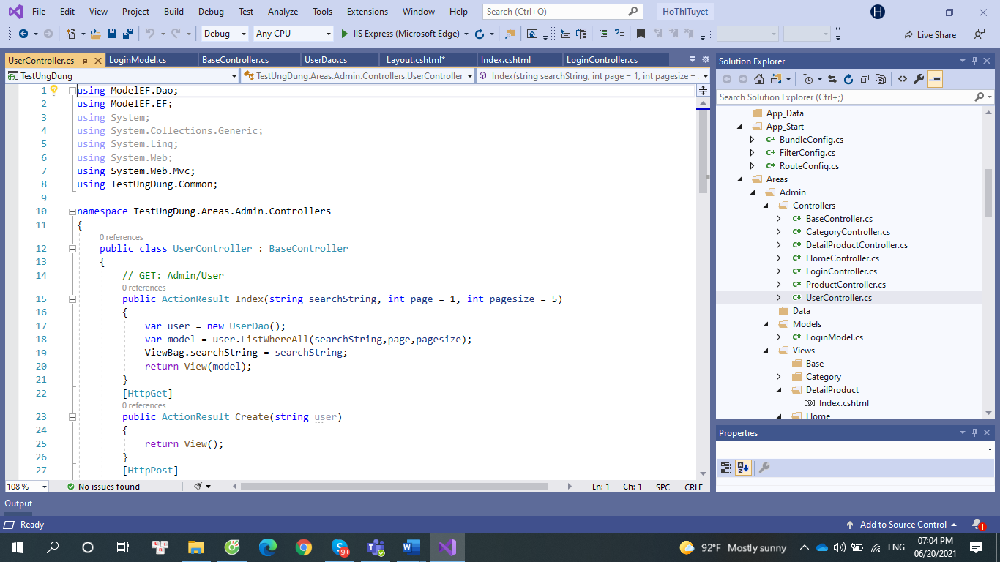 File Edit View Project Build Debug Test Analyze Tools Extensions Window Help Search (Ctrl+Q) HoThiTuyet H
Debug Any CPU IIS Express (Microsoft Edge) Live Share
UserController.cs LoginModel.cs BaseController.cs UserDao.cs _Layout.cshtml* Index.cshtml LoginController.cs
TestUngDung TestUngDung.Areas.Admin.Controllers.UserController Index(string searchString, int page = 1, int pagesize =
1 using ModelEF.Dao;
2 using ModelEF.EF;
3 using System;
4 using System.Collections.Generic;
5 using System.Linq;
6 using System.Web;
7 using System.Web.Mvc;
8 using TestUngDung.Common;
9
10 namespace TestUngDung.Areas.Admin.Controllers
11 {
0 references
12 public class UserController : BaseController
13 {
14 // GET: Admin/User
0 references
15 public ActionResult Index(string searchString, int page = 1, int pagesize = 5)
16 {
17 var user = new UserDao();
18 var model = user.ListWhereAll(searchString,page,pagesize);
19 ViewBag.searchString = searchString;
20 return View(model);
21 }
22 [HttpGet]
0 references
23 public ActionResult Create(string user)
24 {
25 return View();
26 }
27 [HttpPost]
108 % No issues found Ln: 1 Ch: 1 SPC CRLF
Solution Explorer
Search Solution Explorer (Ctrl+;)
App_Data
App_Start
C# BundleConfig.cs
C# FilterConfig.cs
C# RouteConfig.cs
Areas
Admin
Controllers
C# BaseController.cs
C# CategoryController.cs
C# DetailProductController.cs
C# HomeController.cs
C# LoginController.cs
C# ProductController.cs
C# UserController.cs
Data
Models
C# LoginModel.cs
Views
Base
Category
DetailProduct
[@] Index.cshtml
Home
Properties
Output
Ready Add to Source Control 1
9+ 92°F Mostly sunny ENG 07:04 PM
06/20/2021